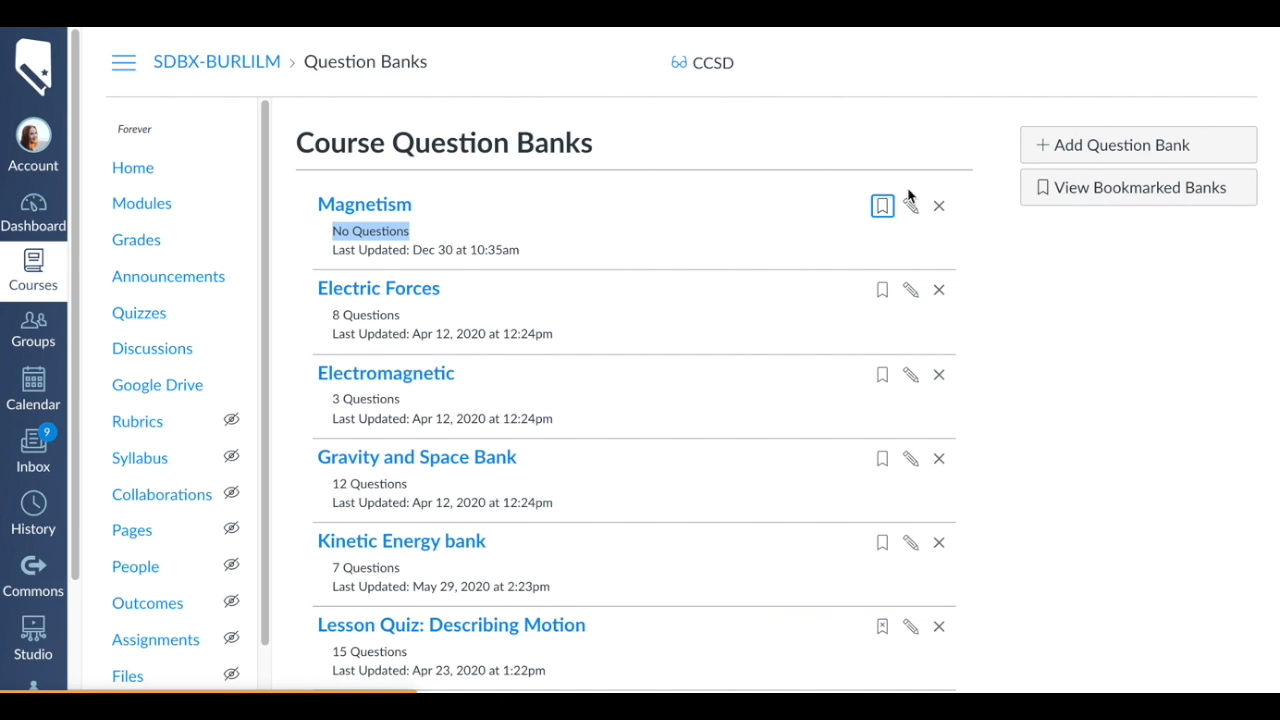 SDBX-BURLILM › Question Banks
CCSD
Account
Dashboard
Courses
Groups
Calendar
9
Inbox
History
Commons
Studio
Forever
Home
Modules
Grades
Announcements
Quizzes
Discussions
Google Drive
Rubrics
Syllabus
Collaborations
Pages
People
Outcomes
Assignments
Files
Course Question Banks
Magnetism
No Questions
Last Updated: Dec 30 at 10:35am
Electric Forces
8 Questions
Last Updated: Apr 12, 2020 at 12:24pm
Electromagnetic
3 Questions
Last Updated: Apr 12, 2020 at 12:24pm
Gravity and Space Bank
12 Questions
Last Updated: Apr 12, 2020 at 12:24pm
Kinetic Energy bank
7 Questions
Last Updated: May 29, 2020 at 2:23pm
Lesson Quiz: Describing Motion
15 Questions
Last Updated: Apr 23, 2020 at 1:22pm
+ Add Question Bank
View Bookmarked Banks